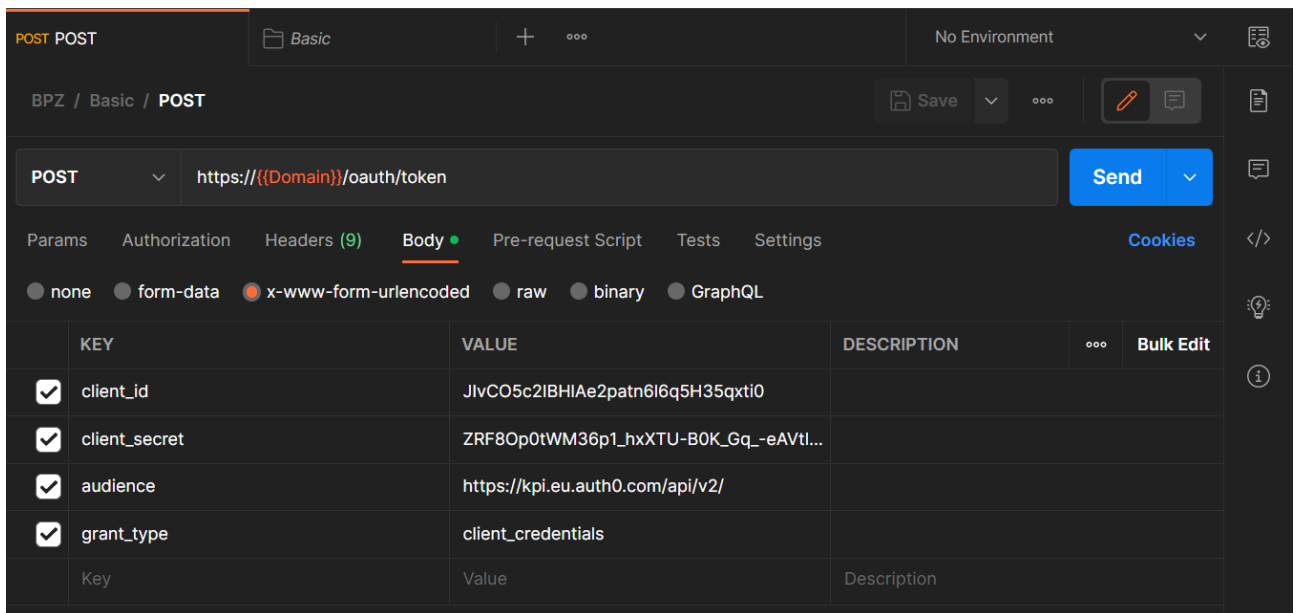 POST POST Basic No Environment
BPZ / Basic / POST Save
POST https://{{Domain}}/oauth/token Send
Params Authorization Headers (9) Body Pre-request Script Tests Settings Cookies
none form-data x-www-form-urlencoded raw binary GraphQL
KEY VALUE DESCRIPTION Bulk Edit
client_id JIvCO5c2IBHIAe2patn6l6q5H35qxti0
client_secret ZRF8Op0tWM36p1_hxXTU-B0K_Gq_-eAVtI...
audience https://kpi.eu.auth0.com/api/v2/
grant_type client_credentials
Key Value Description